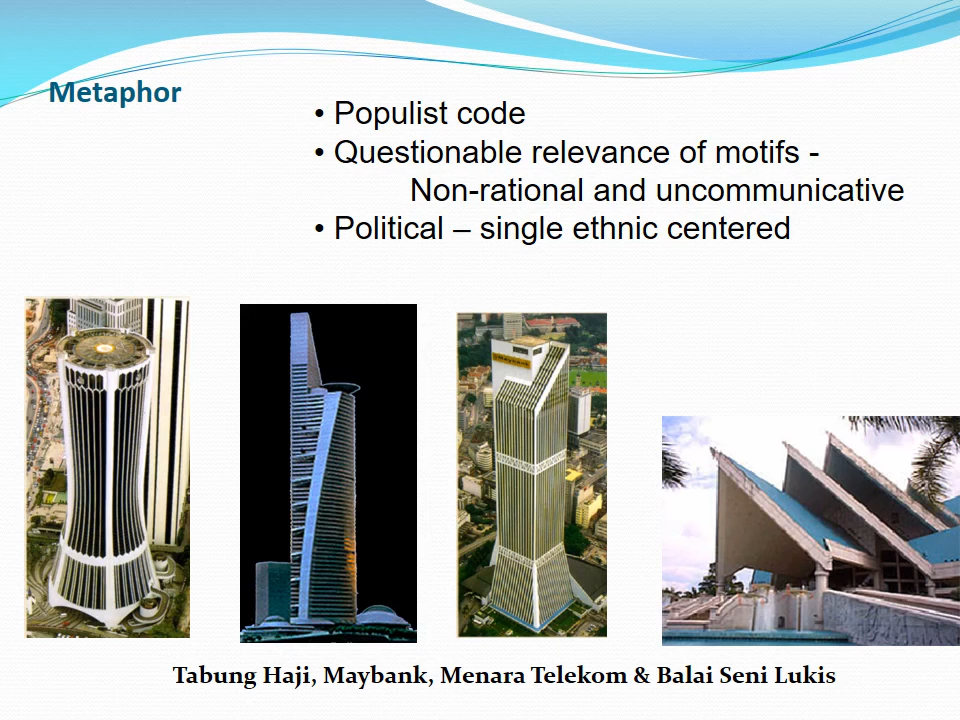 Metaphor
• Populist code
• Questionable relevance of motifs -
Non-rational and uncommunicative
• Political – single ethnic centered
Tabung Haji, Maybank, Menara Telekom & Balai Seni Lukis